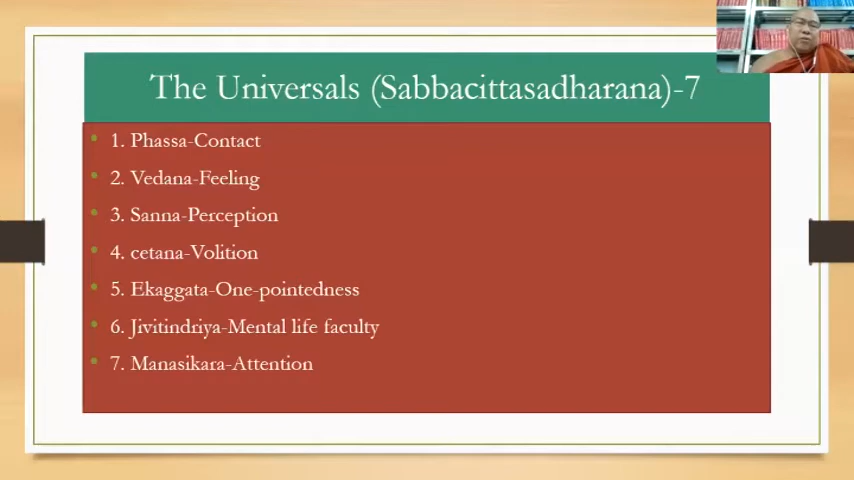 The Universals (Sabbacittasadharana)-7
1. Phassa-Contact
2. Vedana-Feeling
3. Sanna-Perception
4. cetana-Volition
5. Ekaggata-One-pointedness
6. Jivitindriya-Mental life faculty
7. Manasikara-Attention